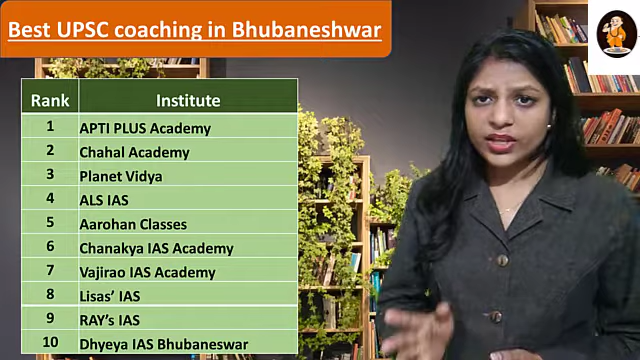 Best UPSC coaching in Bhubaneshwar
Rank Institute
1 APTI PLUS Academy
2 Chahal Academy
3 Planet Vidya
4 ALS IAS
5 Aarohan Classes
6 Chanakya IAS Academy
7 Vajirao IAS Academy
8 Lisas’ IAS
9 RAY’s IAS
10 Dhyeya IAS Bhubaneswar